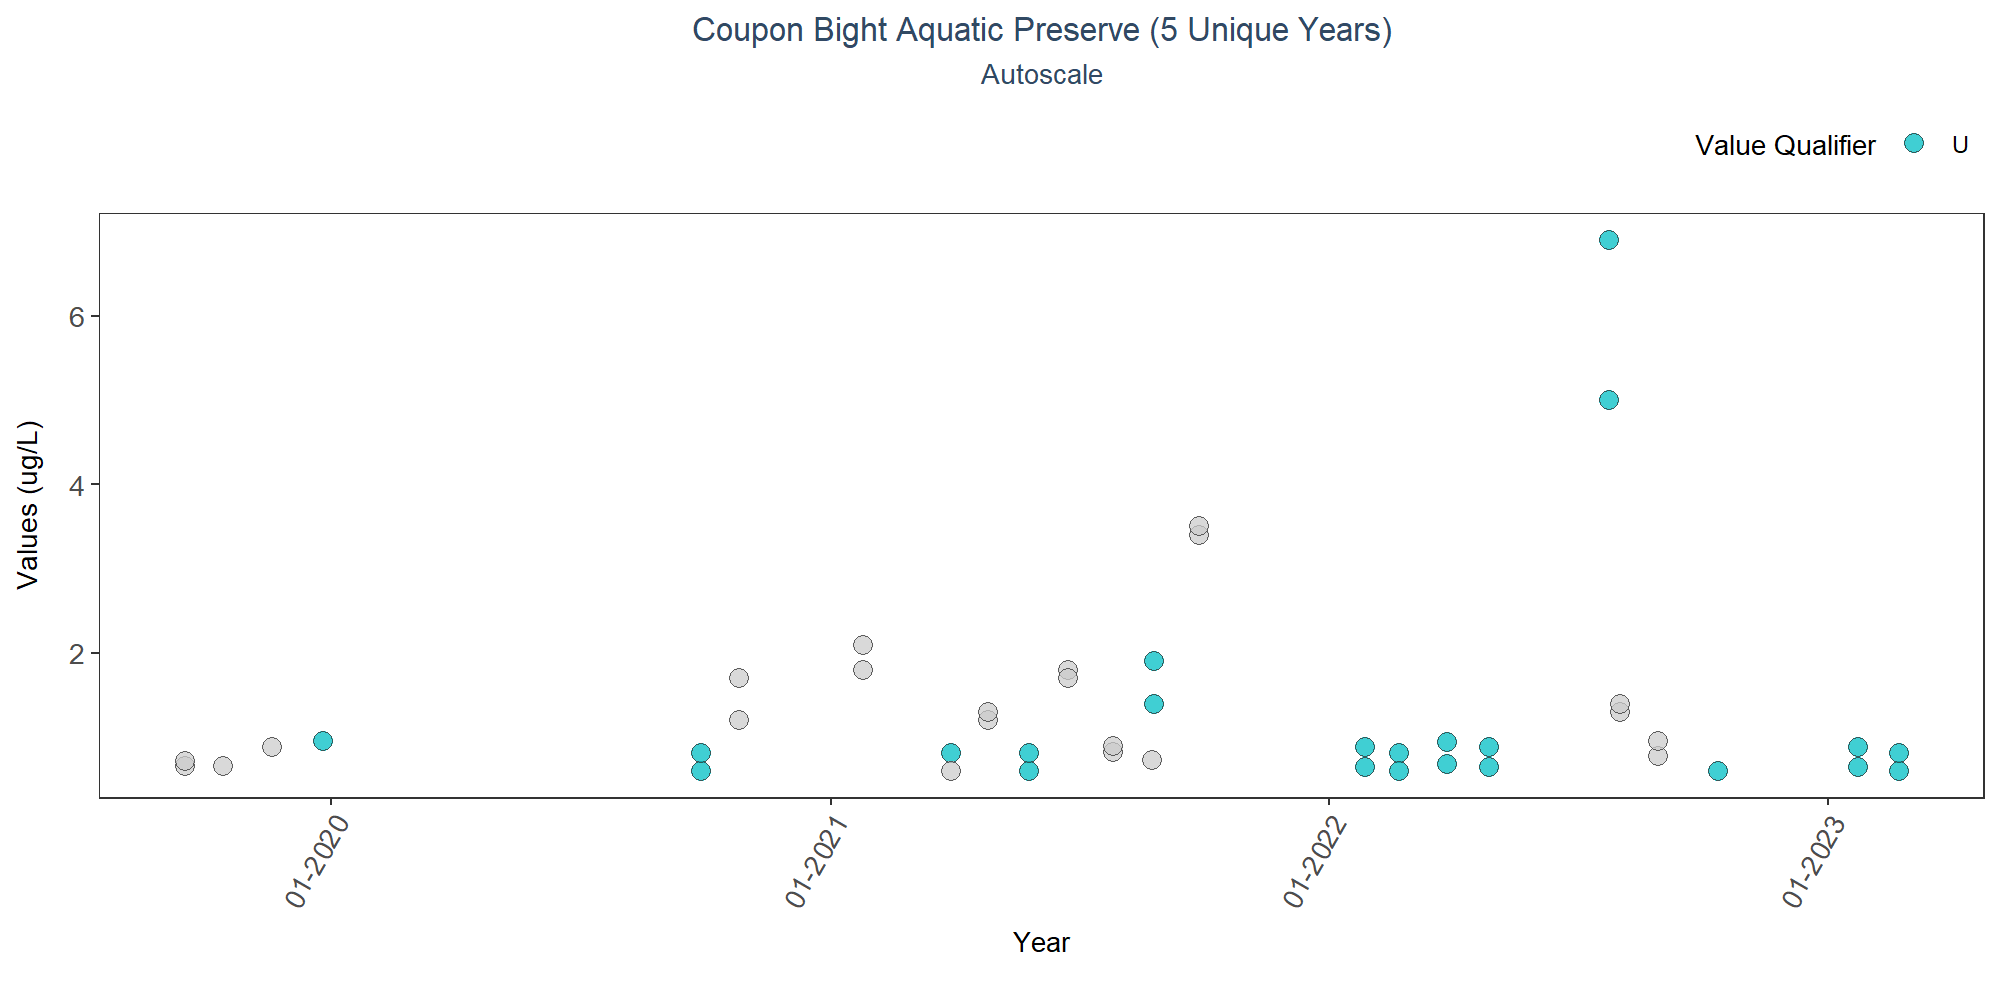 Coupon Bight Aquatic Preserve (5 Unique Years)
Autoscale
Value Qualifier U
Values (ug/L)
6
4
2
01-2020
01-2021
01-2022
01-2023
Year